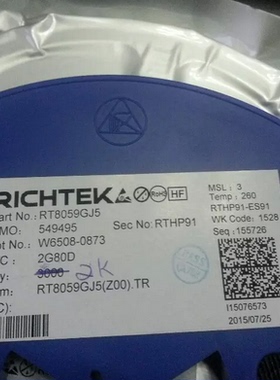 RICHTEK HF
MSL : 3
Temp : 260
art No.: RT8059GJ5
RTHP91-ES91
MO: 549495
Sec No: RTHP91
WK Code: 1528
ot No: W6508-0873
Seq : 155726
C : 2G80D
y: 3000 2K
m: RT8059GJ5(Z00).TR
C):
I15076573
2015/07/25